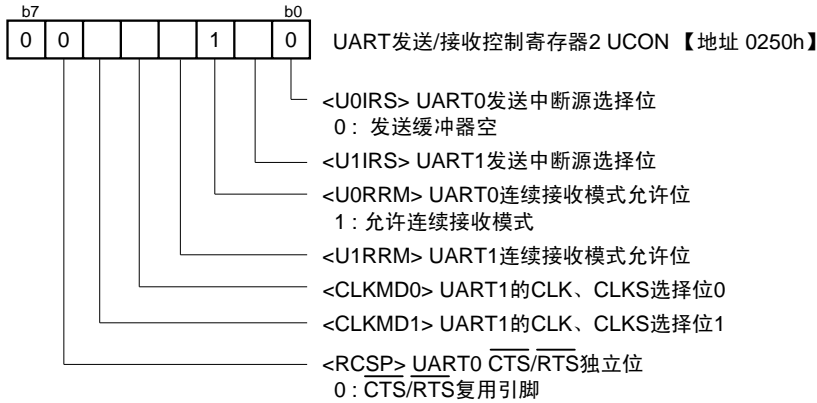 b7 b0
0 0 1 0 UART发送/接收控制寄存器2 UCON 【地址 0250h】
<U0IRS> UART0发送中断源选择位
0 : 发送缓冲器空
<U1IRS> UART1发送中断源选择位
<U0RRM> UART0连续接收模式允许位
1 : 允许连续接收模式
<U1RRM> UART1连续接收模式允许位
<CLKMD0> UART1的CLK、CLKS选择位0
<CLKMD1> UART1的CLK、CLKS选择位1
<RCSP> UART0 CTS/RTS独立位
0 : CTS/RTS复用引脚